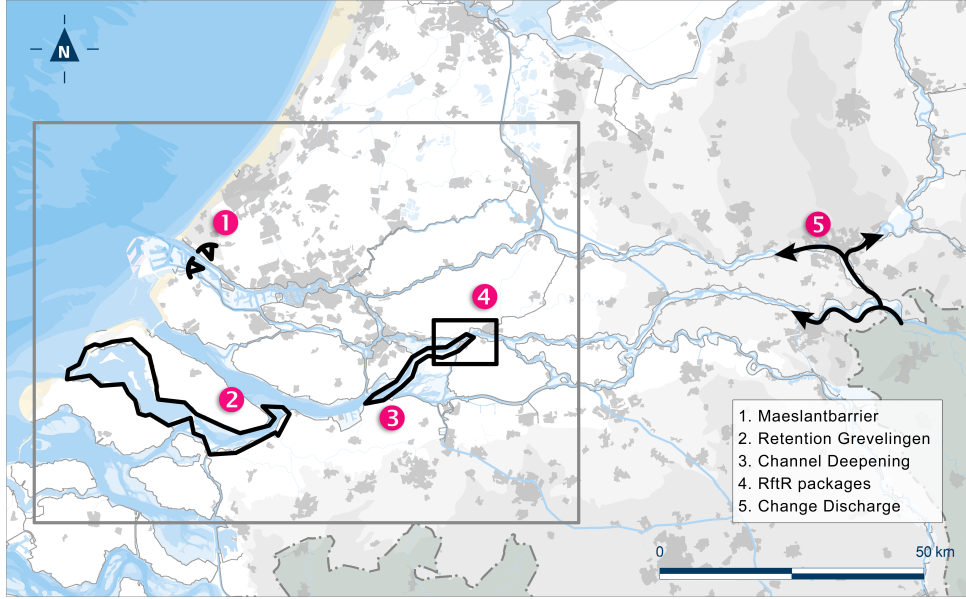 N
1
5
4
2
3
1. Maeslantbarrier
2. Retention Grevelingen
3. Channel Deepening
4. RftR packages
5. Change Discharge
0 50 km